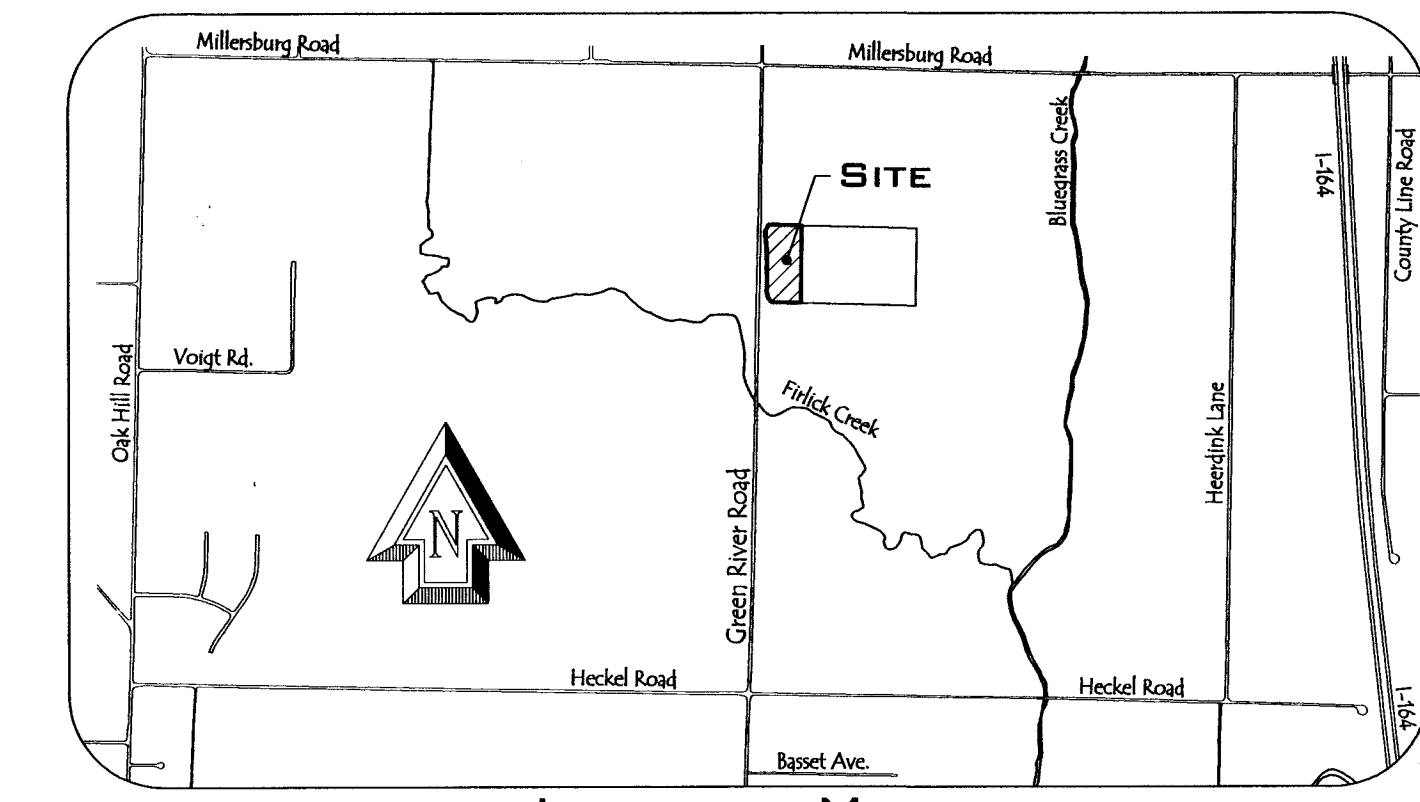 Millersburg Road
Millersburg Road
SITE
Bluegrass Creek
I-164
County Line Road
Voigt Rd.
Oak Hill Road
Firlick Creek
Heerdink Lane
N
Green River Road
Heckel Road
Heckel Road
I-164
Basset Ave.